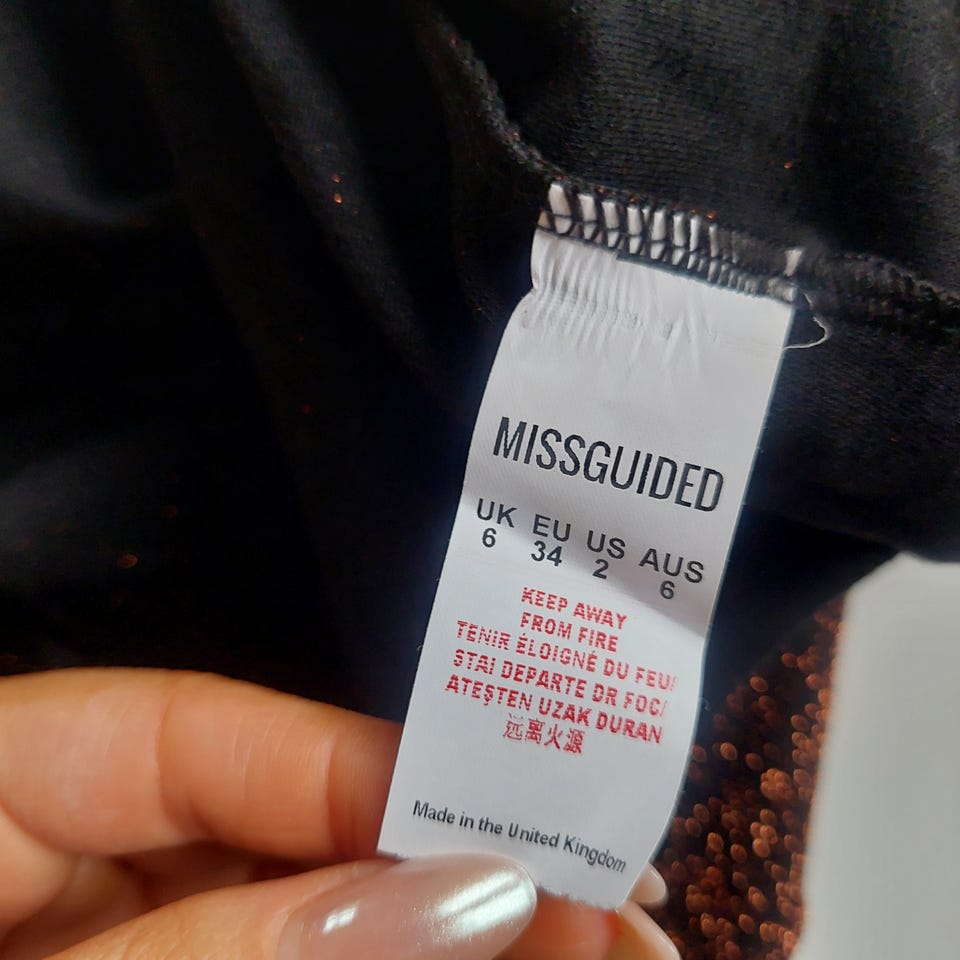 MISSGUIDED
UK EU US AUS
6 34 2 6
KEEP AWAY
FROM FIRE
TENIR ÉLOIGNÉ DU FEU/
STAI DEPARTE DR FOC/
ATEŞTEN UZAK DURAN
远离火源
Made in the United Kingdom